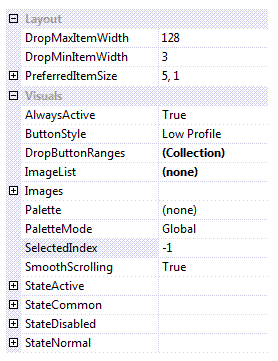 Layout
DropMaxItemWidth 128
DropMinItemWidth 3
PreferredItemSize 5, 1
Visuals
AlwaysActive True
ButtonStyle Low Profile
DropButtonRanges (Collection)
ImageList (none)
Images
Palette (none)
PaletteMode Global
SelectedIndex -1
SmoothScrolling True
StateActive
StateCommon
StateDisabled
StateNormal